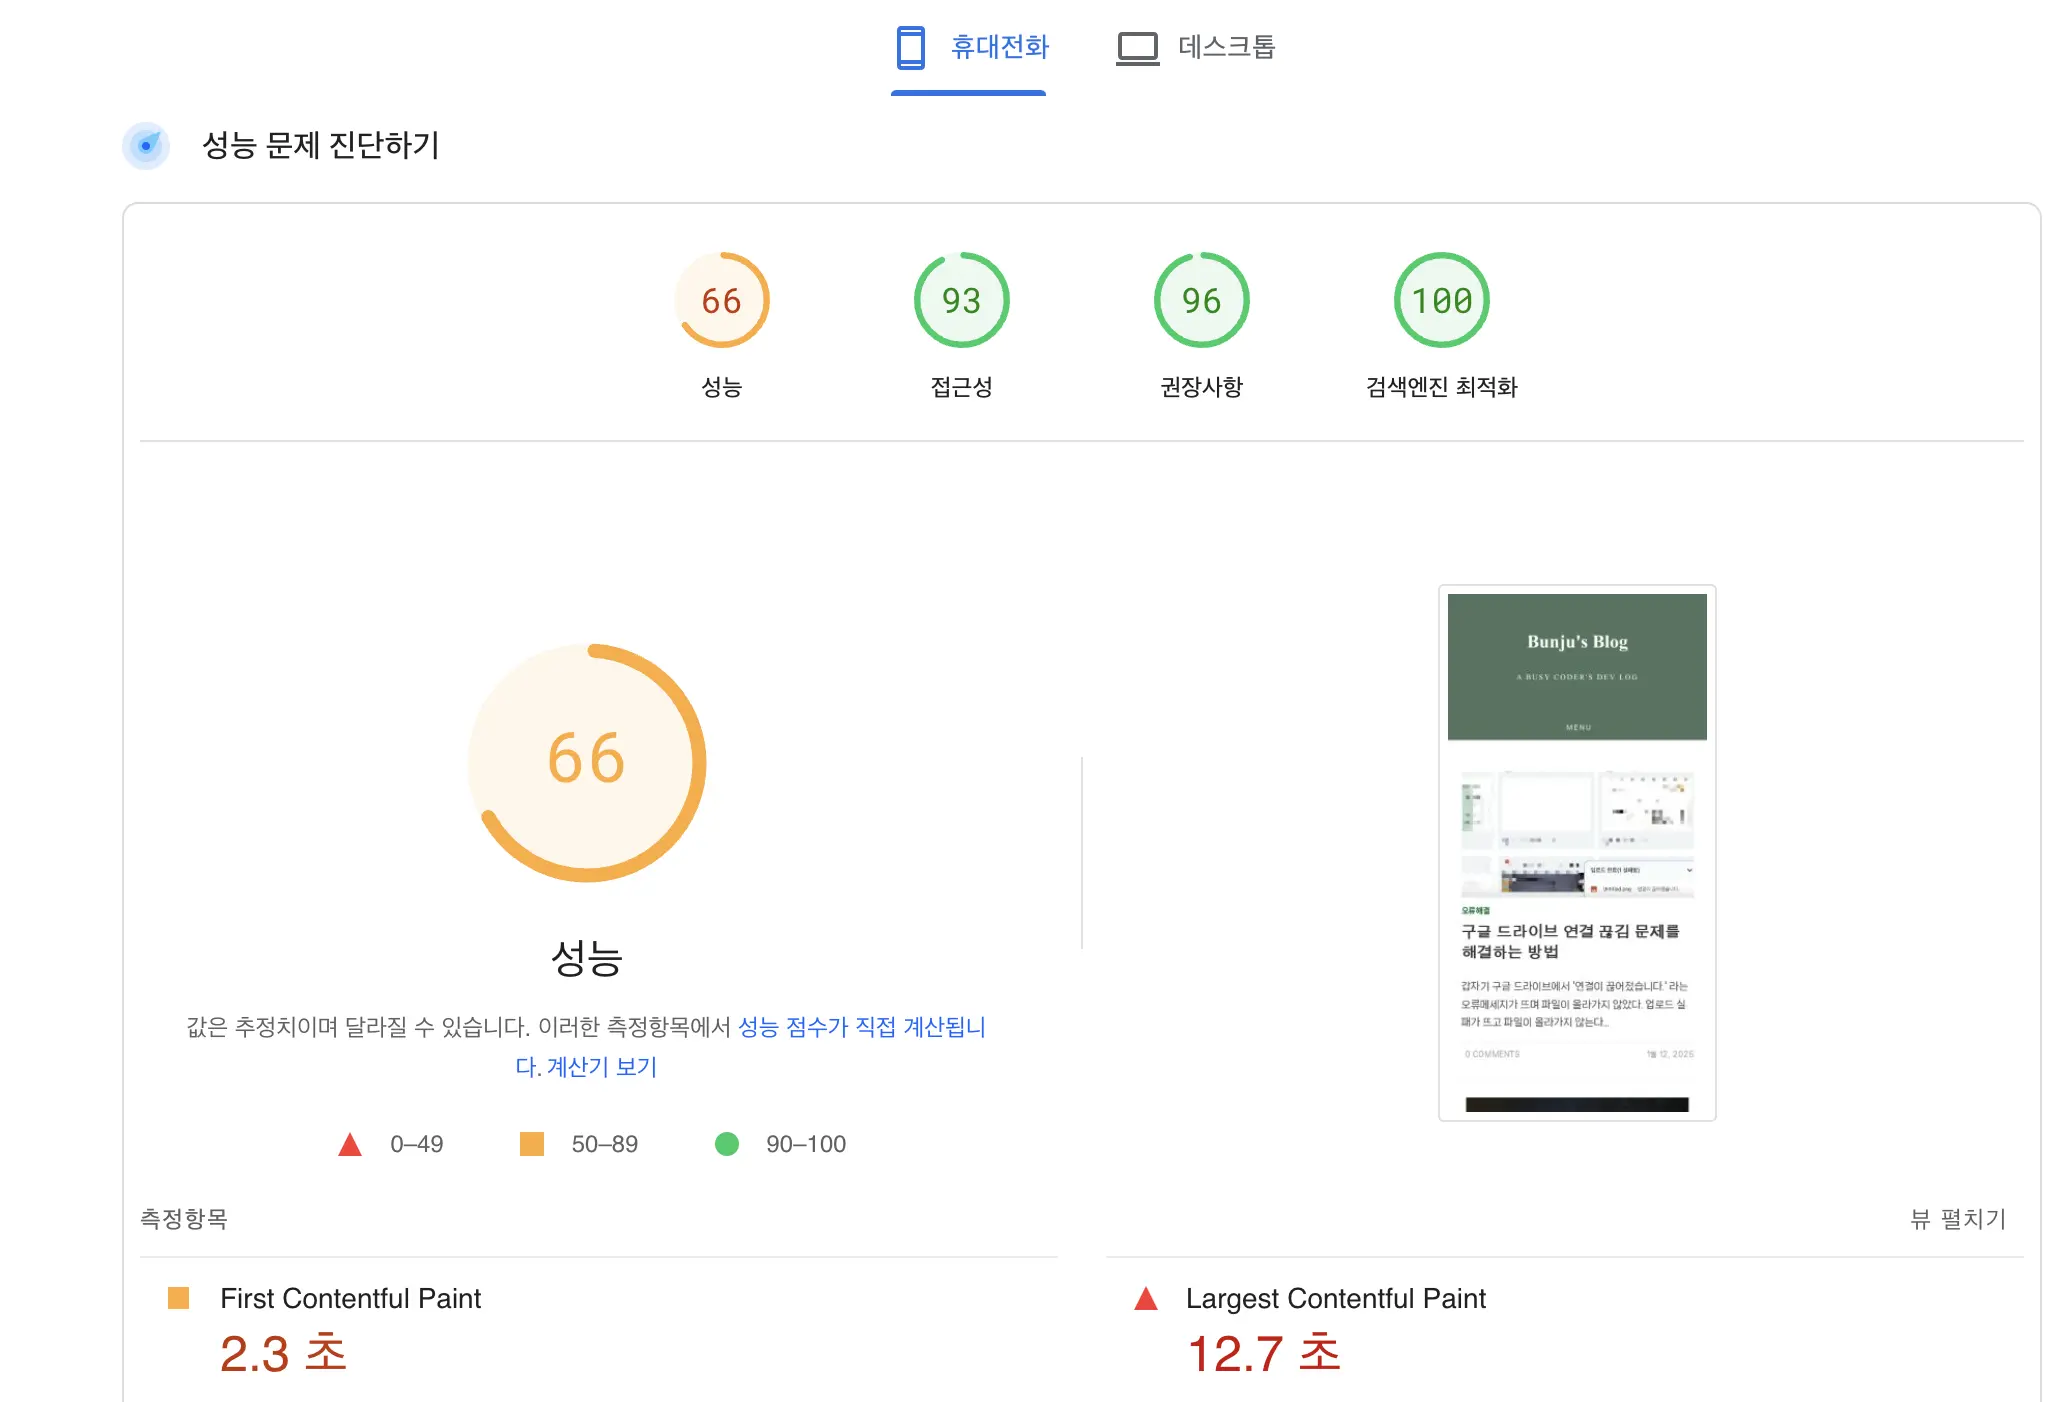 휴대전화
데스크톱
성능 문제 진단하기
66
93
96
100
성능
접근성
권장사항
검색엔진 최적화
66
성능
값은 추정치이며 달라질 수 있습니다. 이러한 측정항목에서 성능 점수가 직접 계산됩니
다. 계산기 보기
0–49
50–89
90–100
Bunju's Blog
A BUSY CODER'S DEV LOG
MENU
오류해결
구글 드라이브 연결 끊김 문제를
해결하는 방법
갑자기 구글 드라이브에서 '연결이 끊어졌습니다.' 라는
오류메세지가 뜨며 파일이 올라가지 않았다. 업로드 실
패가 뜨고 파일이 올라가지 않는다...
0 COMMENTS
1월 12, 2025
측정항목
뷰 펼치기
First Contentful Paint
2.3 초
Largest Contentful Paint
12.7 초